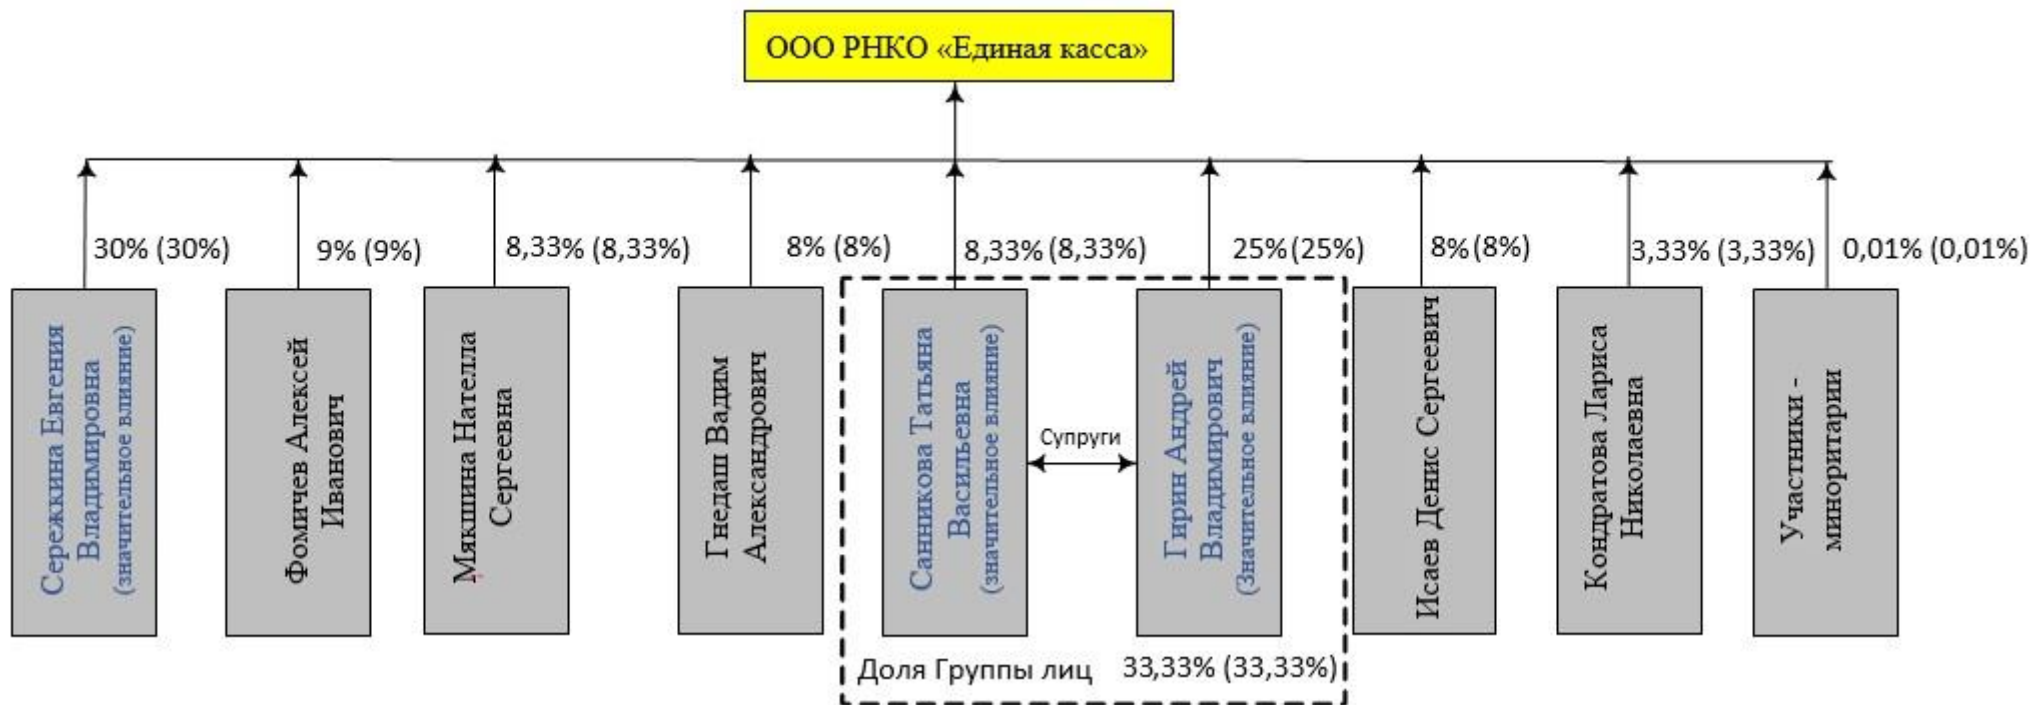 ООО РНКО «Единая касса»
30% (30%)
9% (9%)
8,33% (8,33%)
8% (8%)
8,33% (8,33%)
25% (25%)
8% (8%)
3,33% (3,33%)
0,01% (0,01%)
Сережкина Евгения
Владимировна
(значительное влияние)
Фомичев Алексей
Иванович
Мякшина Нателла
Сергеевна
Гнедаш Вадим
Александрович
Санникова Татьяна
Васильевна
(значительное влияние)
Супруги
Гирин Андрей
Владимирович
(Значительное влияние)
Исаев Денис Сергеевич
Кондратова Лариса
Николаевна
Участники -
миноритарии
Доля Группы лиц 33,33% (33,33%)